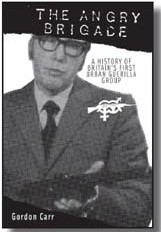 THE ANGRY
BRIGADE
A HISTORY OF
BRITAIN'S FIRST
URBAN GUERILLA
GROUP
Gordon Carr